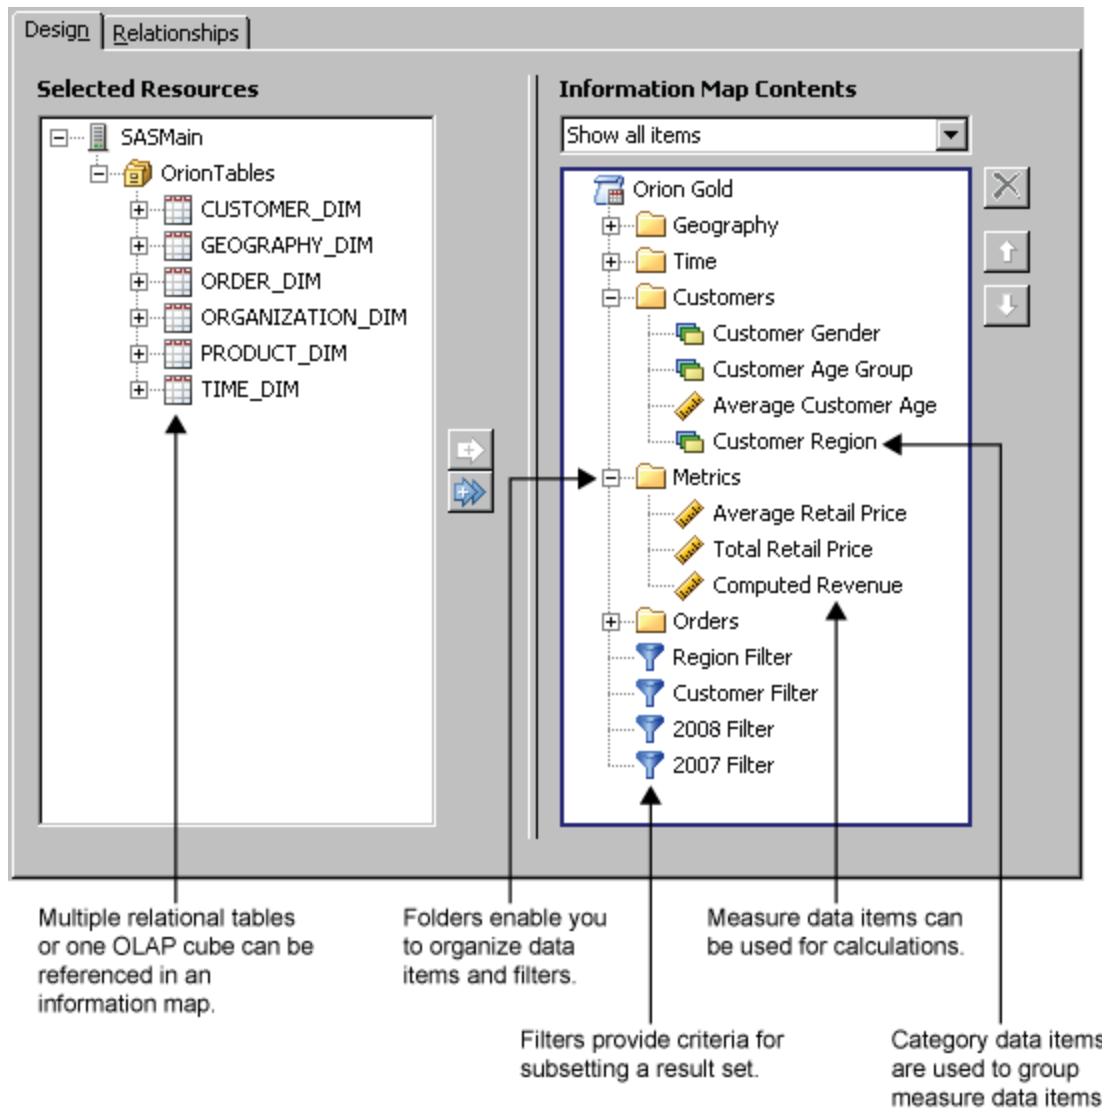 Design
Relationships
Selected Resources
SASMain
OrionTables
CUSTOMER_DIM
GEOGRAPHY_DIM
ORDER_DIM
ORGANIZATION_DIM
PRODUCT_DIM
TIME_DIM
Information Map Contents
Show all items
Orion Gold
Geography
Time
Customers
Customer Gender
Customer Age Group
Average Customer Age
Customer Region
Metrics
Average Retail Price
Total Retail Price
Computed Revenue
Orders
Region Filter
Customer Filter
2008 Filter
2007 Filter
Multiple relational tables
or one OLAP cube can be
referenced in an
information map.
Folders enable you
to organize data
items and filters.
Measure data items can
be used for calculations.
Filters provide criteria for
subsetting a result set.
Category data items
are used to group
measure data items